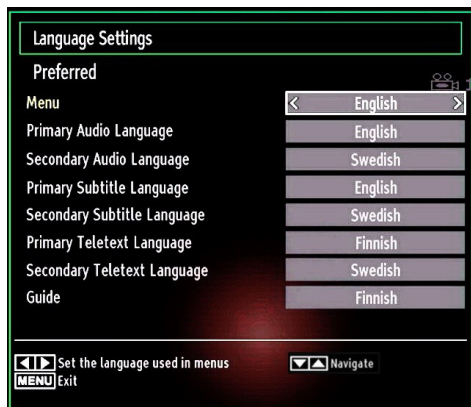 Language Settings
Preferred
Menu < English >
Primary Audio Language English
Secondary Audio Language Swedish
Primary Subtitle Language English
Secondary Subtitle Language Swedish
Primary Teletext Language Finnish
Secondary Teletext Language Swedish
Guide Finnish
Set the language used in menus Navigate
MENU Exit